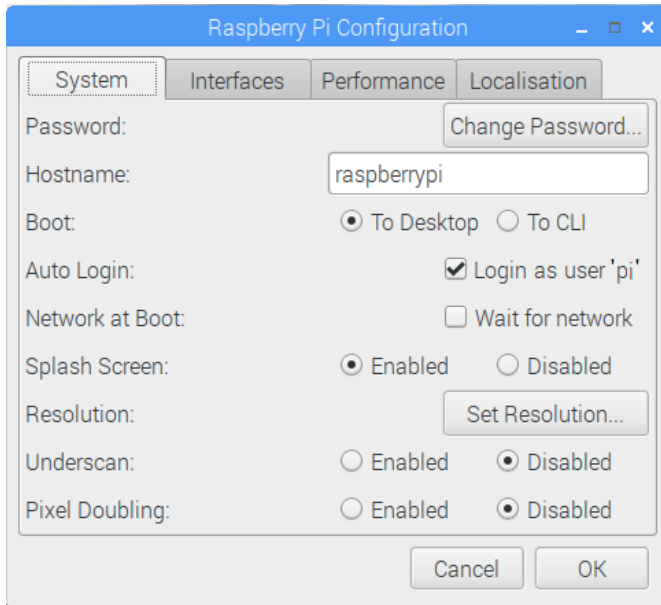 Raspberry Pi Configuration
System Interfaces Performance Localisation
Password: Change Password...
Hostname: raspberrypi
Boot: To Desktop To CLI
Auto Login: Login as user 'pi'
Network at Boot: Wait for network
Splash Screen: Enabled Disabled
Resolution: Set Resolution...
Underscan: Enabled Disabled
Pixel Doubling: Enabled Disabled
Cancel OK